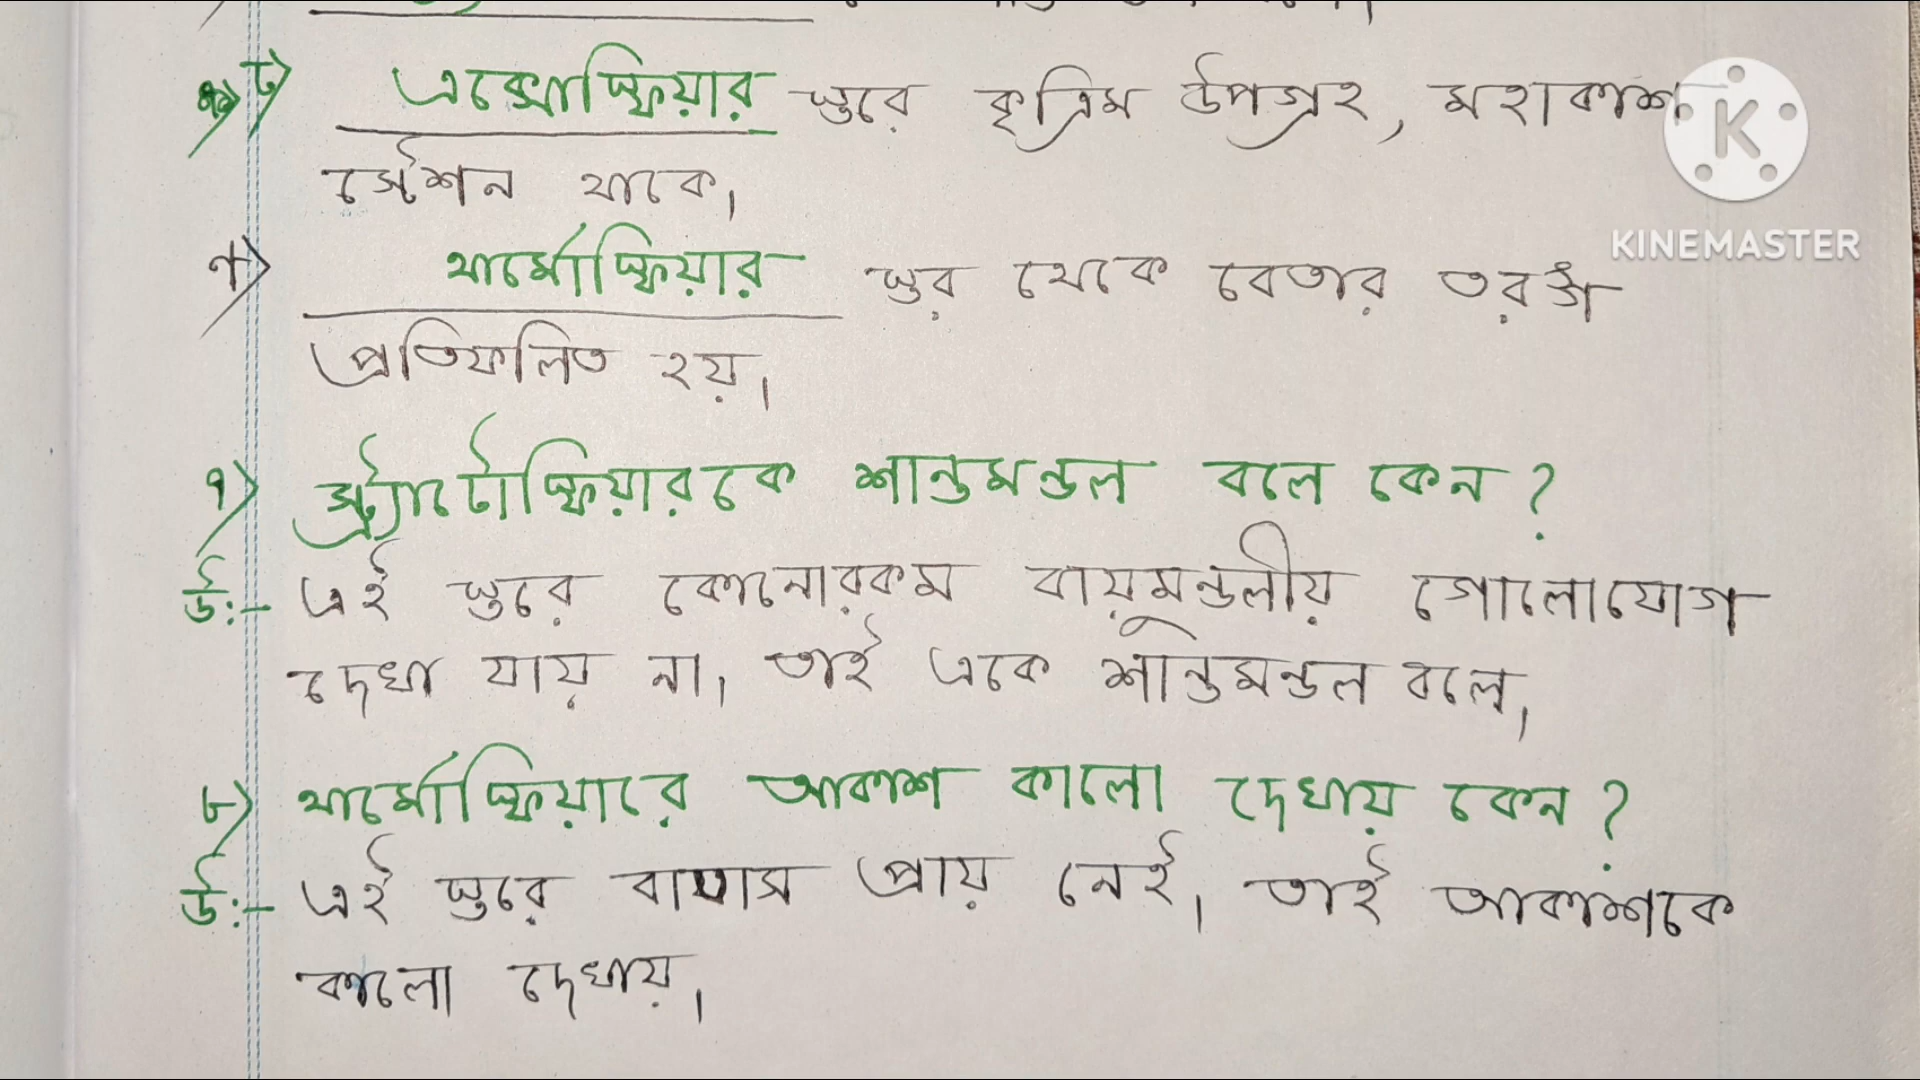 ঢ) এক্সোস্ফিয়ার স্তরে কৃত্রিম উপগ্রহ, মহাকাশ
স্টেশন থাকে।
ণ) থার্মোস্ফিয়ার স্তর থেকে বেতার তরঙ্গ
প্রতিফলিত হয়।
৭) স্ট্র্যাটোস্ফিয়ারকে শান্তমন্ডল বলে কেন?
উঃ- এই স্তরে কোনোরকম বায়ুমন্ডলীয় গোলোযোগ
দেখা যায় না। তাই একে শান্তমন্ডল বলে।
৮) থার্মোস্ফিয়ারে আকাশ কালো দেখায় কেন?
উঃ- এই স্তরে বাতাস প্রায় নেই। তাই আকাশকে
কালো দেখায়।
K
KINEMASTER